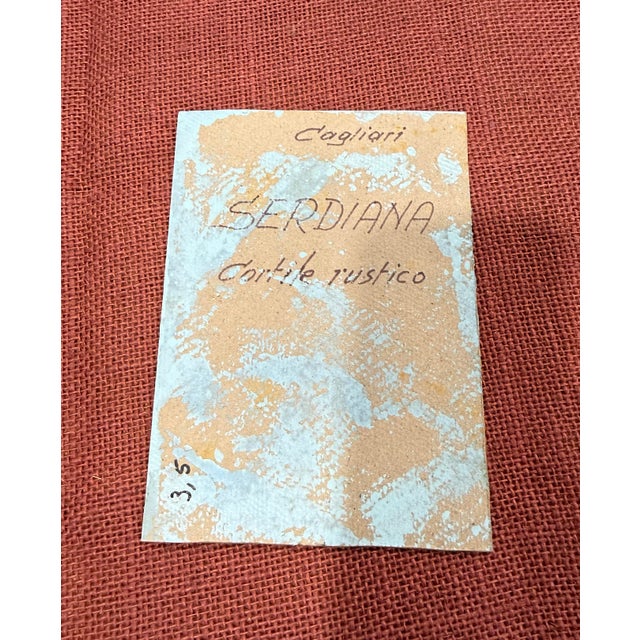 Cagliari
SERDIANA
Cortile rustico
3,5